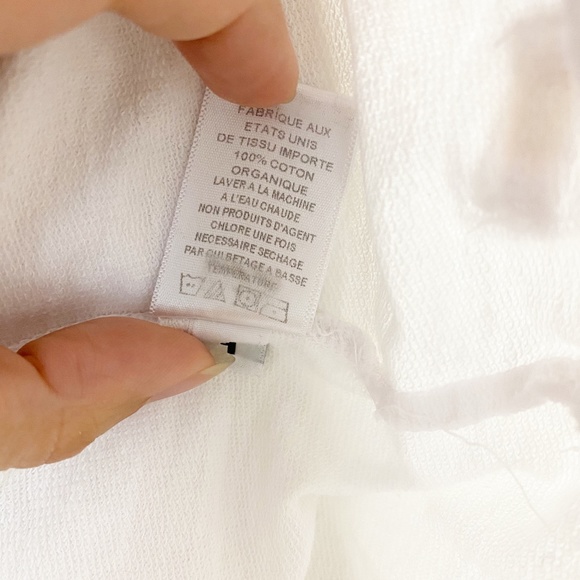 FABRIQUE AUX
ETATS UNIS
DE TISSU IMPORTE
100% COTON
ORGANIQUE
LAVER A LA MACHINE
A L'EAU CHAUDE
NON PRODUITS D'AGENT
CHLORE UNE FOIS
NECESSAIRE SECHAGE
PAR CULBETAGE A BASSE
TEMPERATURE